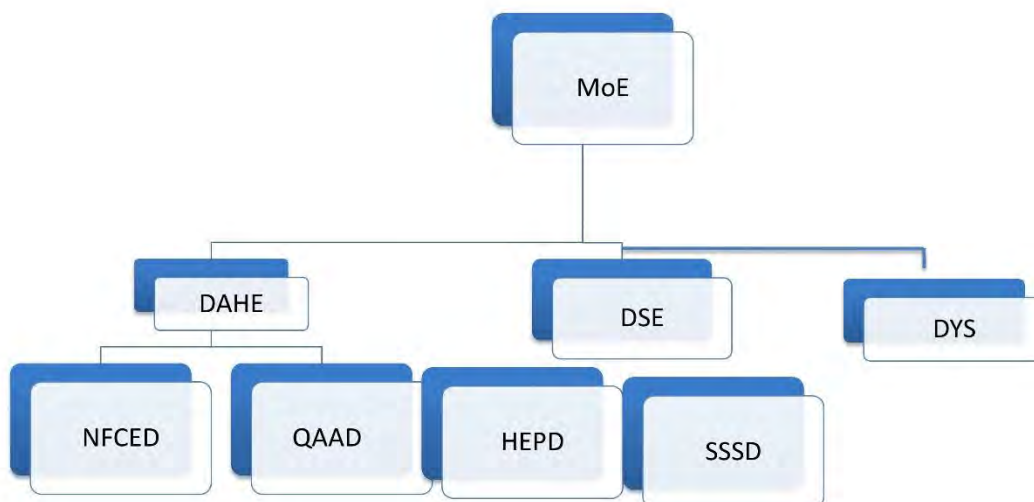 MoE
DAHE
DSE
DYS
NFCED
QAAD
HEPD
SSSD